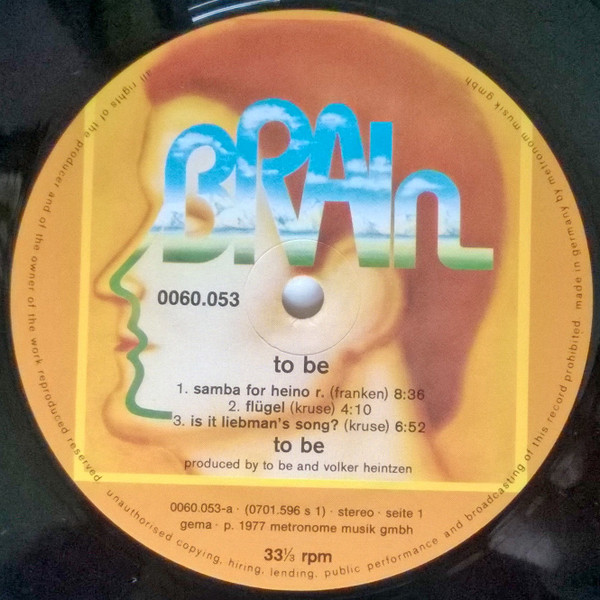 BRAIn
0060.053
to be
1. samba for heino r. (franken) 8:36
2. flügel (kruse) 4:10
3. is it liebman's song? (kruse) 6:52
to be
produced by to be and volker heintzen
0060.053-a · (0701.596 s 1) · stereo · seite 1
gema · p. 1977 metronome musik gmbh
33⅓ rpm
all rights of the producer and of the owner of the work reproduced reserved. unauthorised copying, hiring, lending, public performance and broadcasting of this record prohibited. made in germany by metronom musik gmbh